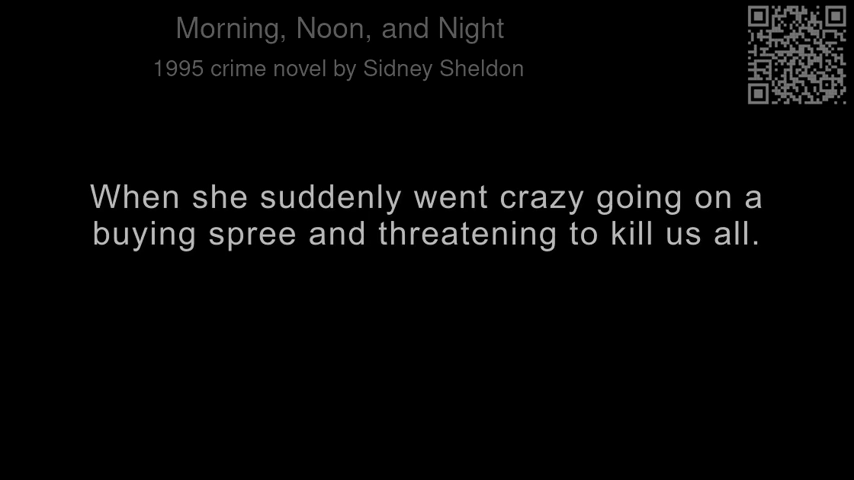 Morning, Noon, and Night
1995 crime novel by Sidney Sheldon
When she suddenly went crazy going on a
buying spree and threatening to kill us all.